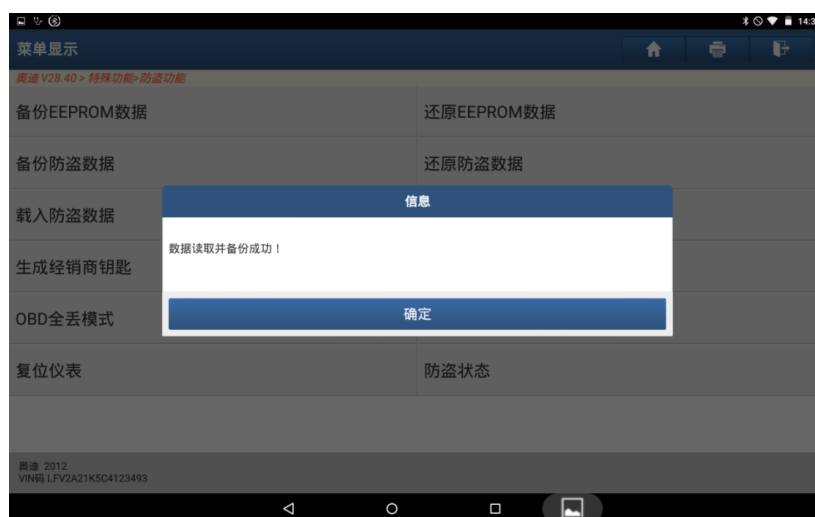 14:3
菜单显示
奥迪 V28.40 > 特殊功能>防盗功能
备份EEPROM数据
还原EEPROM数据
备份防盗数据
还原防盗数据
信息
载入防盗数据
数据读取并备份成功！
生成经销商钥匙
确定
OBD全丢模式
复位仪表
防盗状态
奥迪 2012
VIN码 LFV2A21K5C4123493